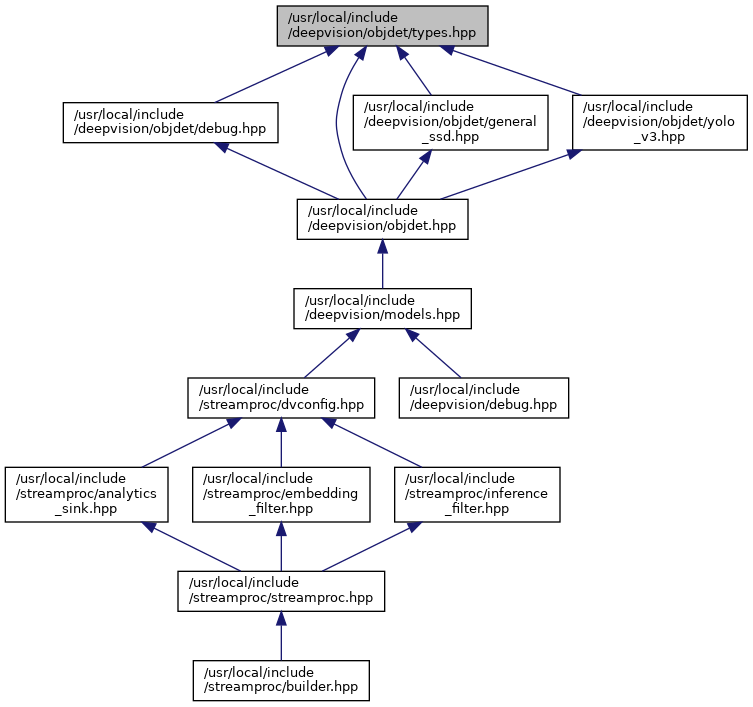 /usr/local/include
/deepvision/objdet/types.hpp
/usr/local/include
/deepvision/objdet/debug.hpp
/usr/local/include
/deepvision/objdet/general
_ssd.hpp
/usr/local/include
/deepvision/objdet/yolo
_v3.hpp
/usr/local/include
/deepvision/objdet.hpp
/usr/local/include
/deepvision/models.hpp
/usr/local/include
/streamproc/dvconfig.hpp
/usr/local/include
/deepvision/debug.hpp
/usr/local/include
/streamproc/analytics
_sink.hpp
/usr/local/include
/streamproc/embedding
_filter.hpp
/usr/local/include
/streamproc/inference
_filter.hpp
/usr/local/include
/streamproc/streamproc.hpp
/usr/local/include
/streamproc/builder.hpp